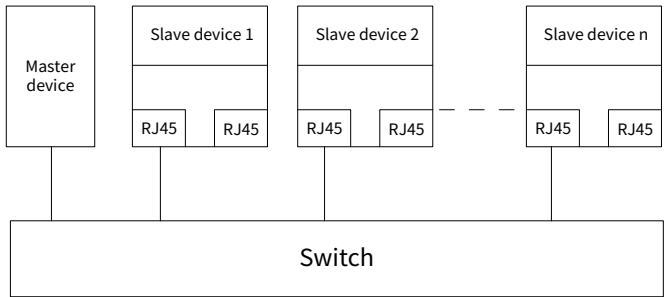 Master
device
Slave device 1
Slave device 2
Slave device n
RJ45
RJ45
RJ45
RJ45
RJ45
RJ45
Switch